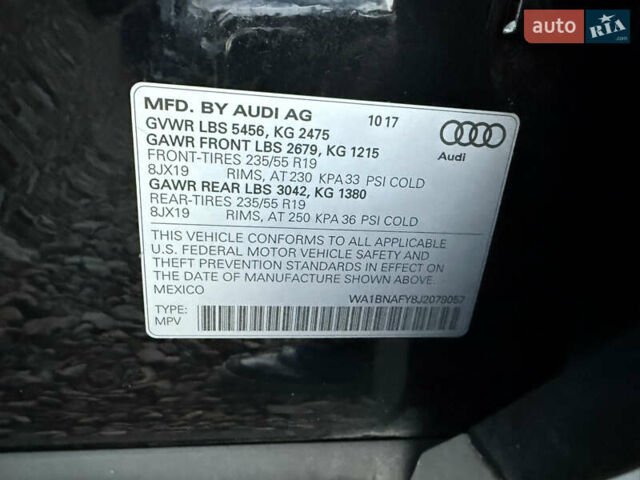 auto RIA .com
MFD. BY AUDI AG 10 17
GVWR LBS 5456, KG 2475
GAWR FRONT LBS 2679, KG 1215
FRONT-TIRES 235/55 R19
8JX19 RIMS, AT 230 KPA 33 PSI COLD
GAWR REAR LBS 3042, KG 1380
REAR-TIRES 235/55 R19
8JX19 RIMS, AT 250 KPA 36 PSI COLD
Audi
THIS VEHICLE CONFORMS TO ALL APPLICABLE
U.S. FEDERAL MOTOR VEHICLE SAFETY AND
THEFT PREVENTION STANDARDS IN EFFECT ON
THE DATE OF MANUFACTURE SHOWN ABOVE.
MEXICO
WA1BNAFY8J2079057
TYPE:
MPV